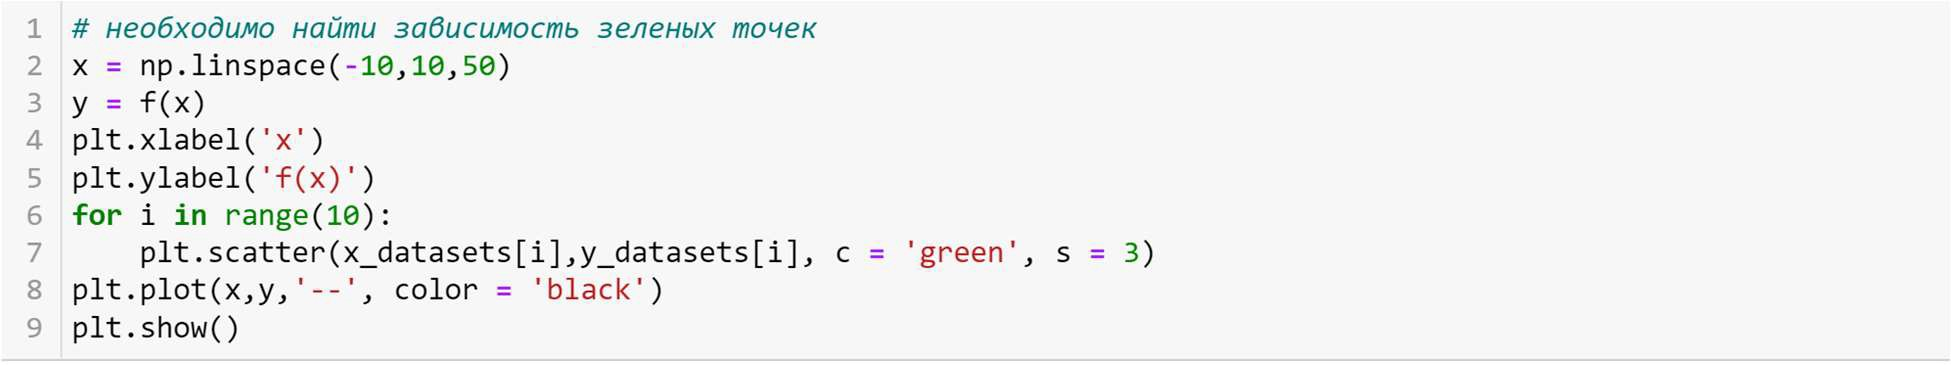 1 # необходимо найти зависимость зеленых точек
2 x = np.linspace(-10,10,50)
3 y = f(x)
4 plt.xlabel('x')
5 plt.ylabel('f(x)')
6 for i in range(10):
7     plt.scatter(x_datasets[i],y_datasets[i], c = 'green', s = 3)
8 plt.plot(x,y,'--', color = 'black')
9 plt.show()